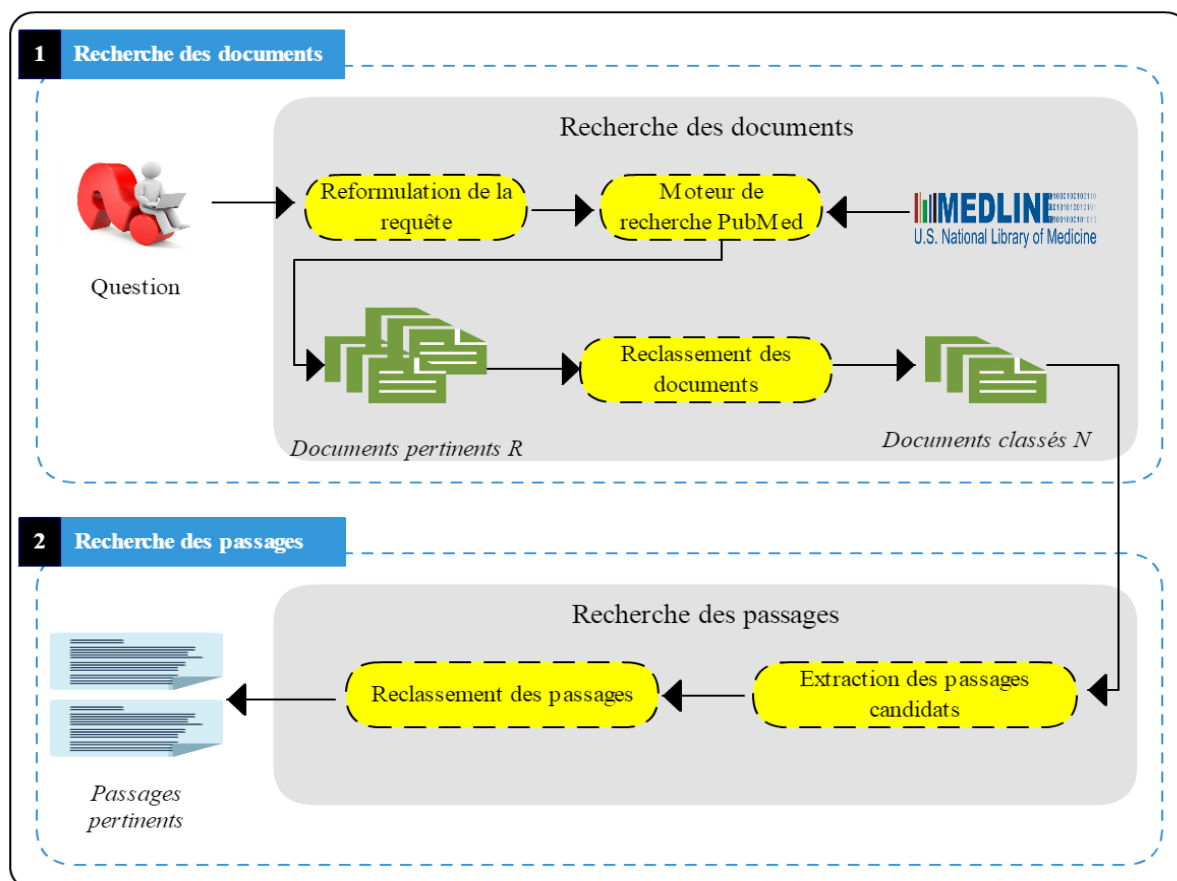 1 Recherche des documents
Recherche des documents
Reformulation de la
requête
Moteur de
recherche PubMed
MEDLINE
U.S. National Library of Medicine
Question
Reclassement des
documents
Documents pertinents R
Documents classés N
2 Recherche des passages
Recherche des passages
Reclassement des passages
Extraction des passages
candidats
Passages
pertinents